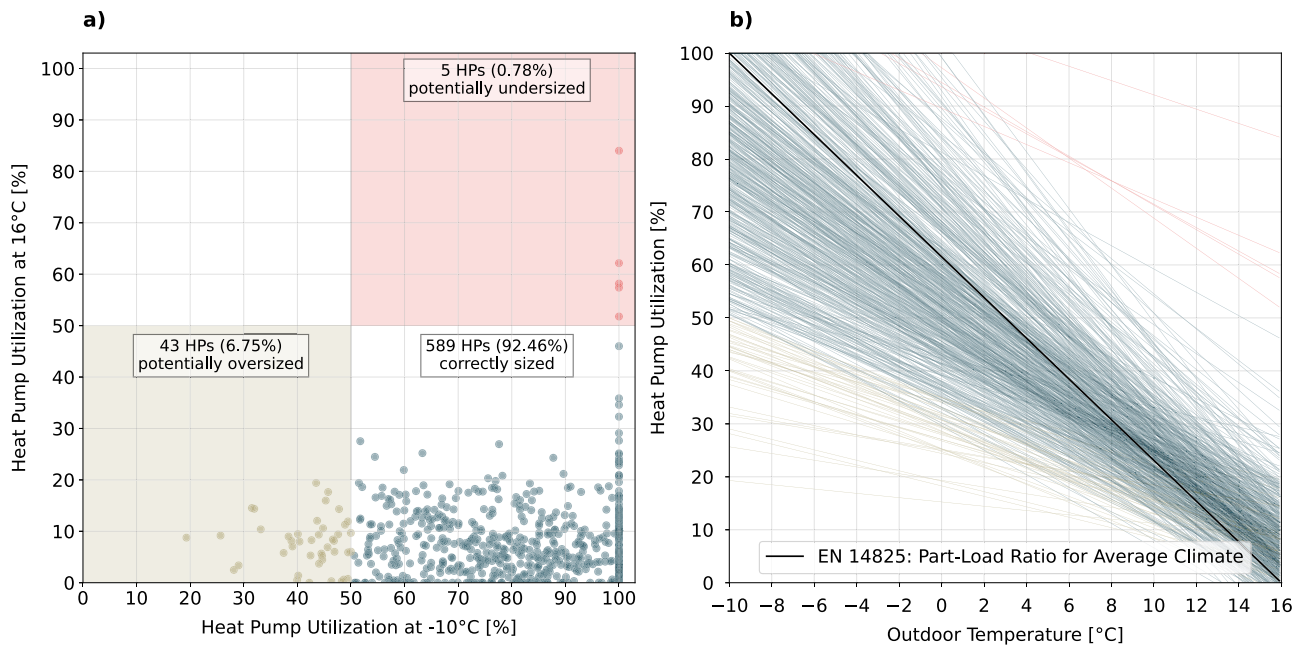 a)
100
90
80
70
60
50
40
30
20
10
0
Heat Pump Utilization at 16°C [%]
5 HPs (0.78%)
potentially undersized
43 HPs (6.75%)
potentially oversized
589 HPs (92.46%)
correctly sized
0 10 20 30 40 50 60 70 80 90 100
Heat Pump Utilization at -10°C [%]
b)
100
90
80
70
60
50
40
30
20
10
0
Heat Pump Utilization [%]
EN 14825: Part-Load Ratio for Average Climate
−10 −8 −6 −4 −2 0 2 4 6 8 10 12 14 16
Outdoor Temperature [°C]